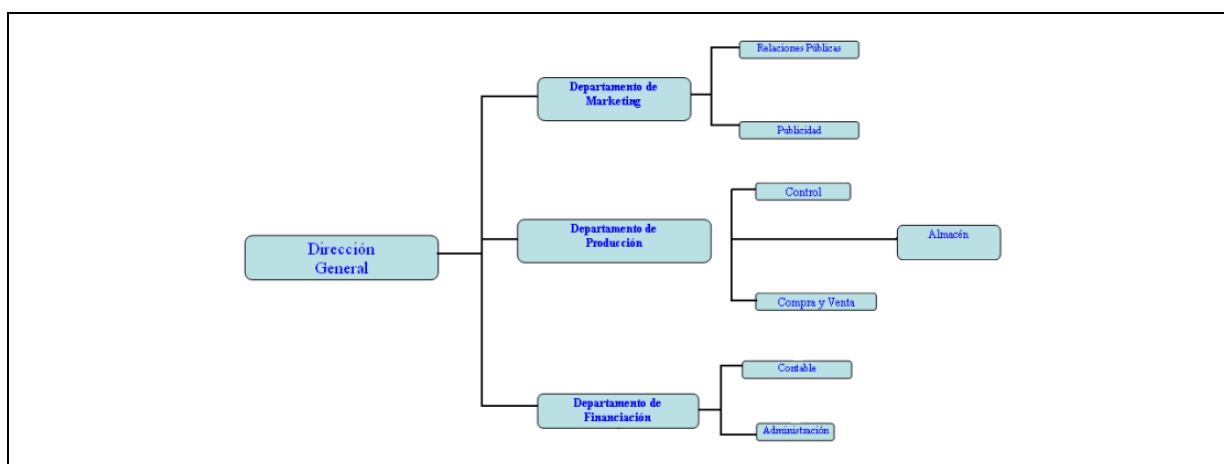 Relaciones Públicas
Departamento de
Marketing
Publicidad
Control
Departamento de
Producción
Almacén
Dirección
General
Compra y Venta
Contable
Departamento de
Financiación
Administración